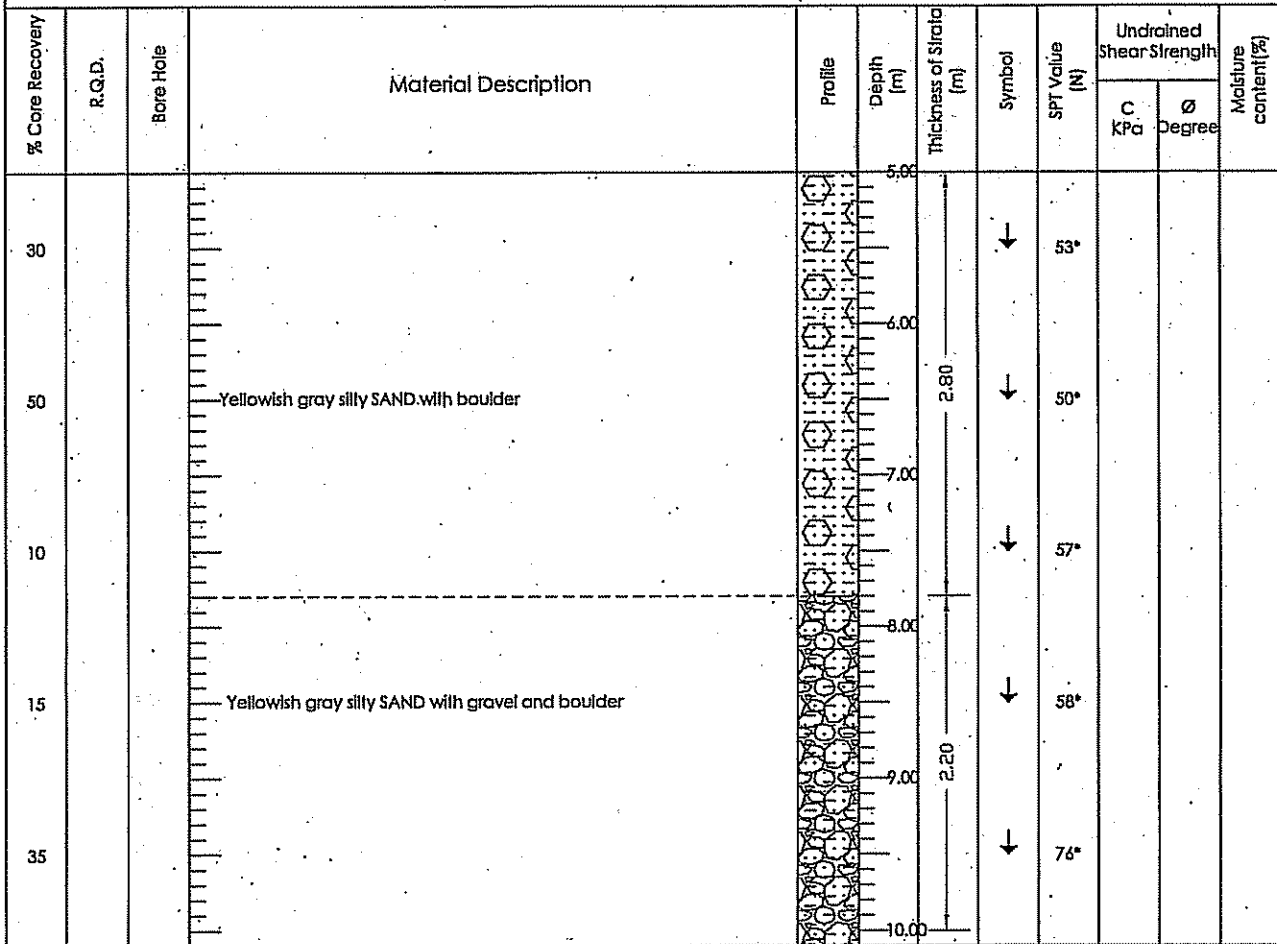 % Core Recovery
R.Q.D.
Bore Hole
Material Description
Profile
Depth
(m)
Thickness of Strata
(m)
Symbol
SPT Value
(N)
Undrained
Shear Strength
C
KPa
Ø
Degree
Moisture
content(%)
5.00
30
53*
6.00
2.80
50
Yellowish gray silty SAND with boulder
50*
7.00
10
57*
8.00
15
Yellowish gray silty SAND with gravel and boulder
58*
9.00
2.20
35
76*
10.00